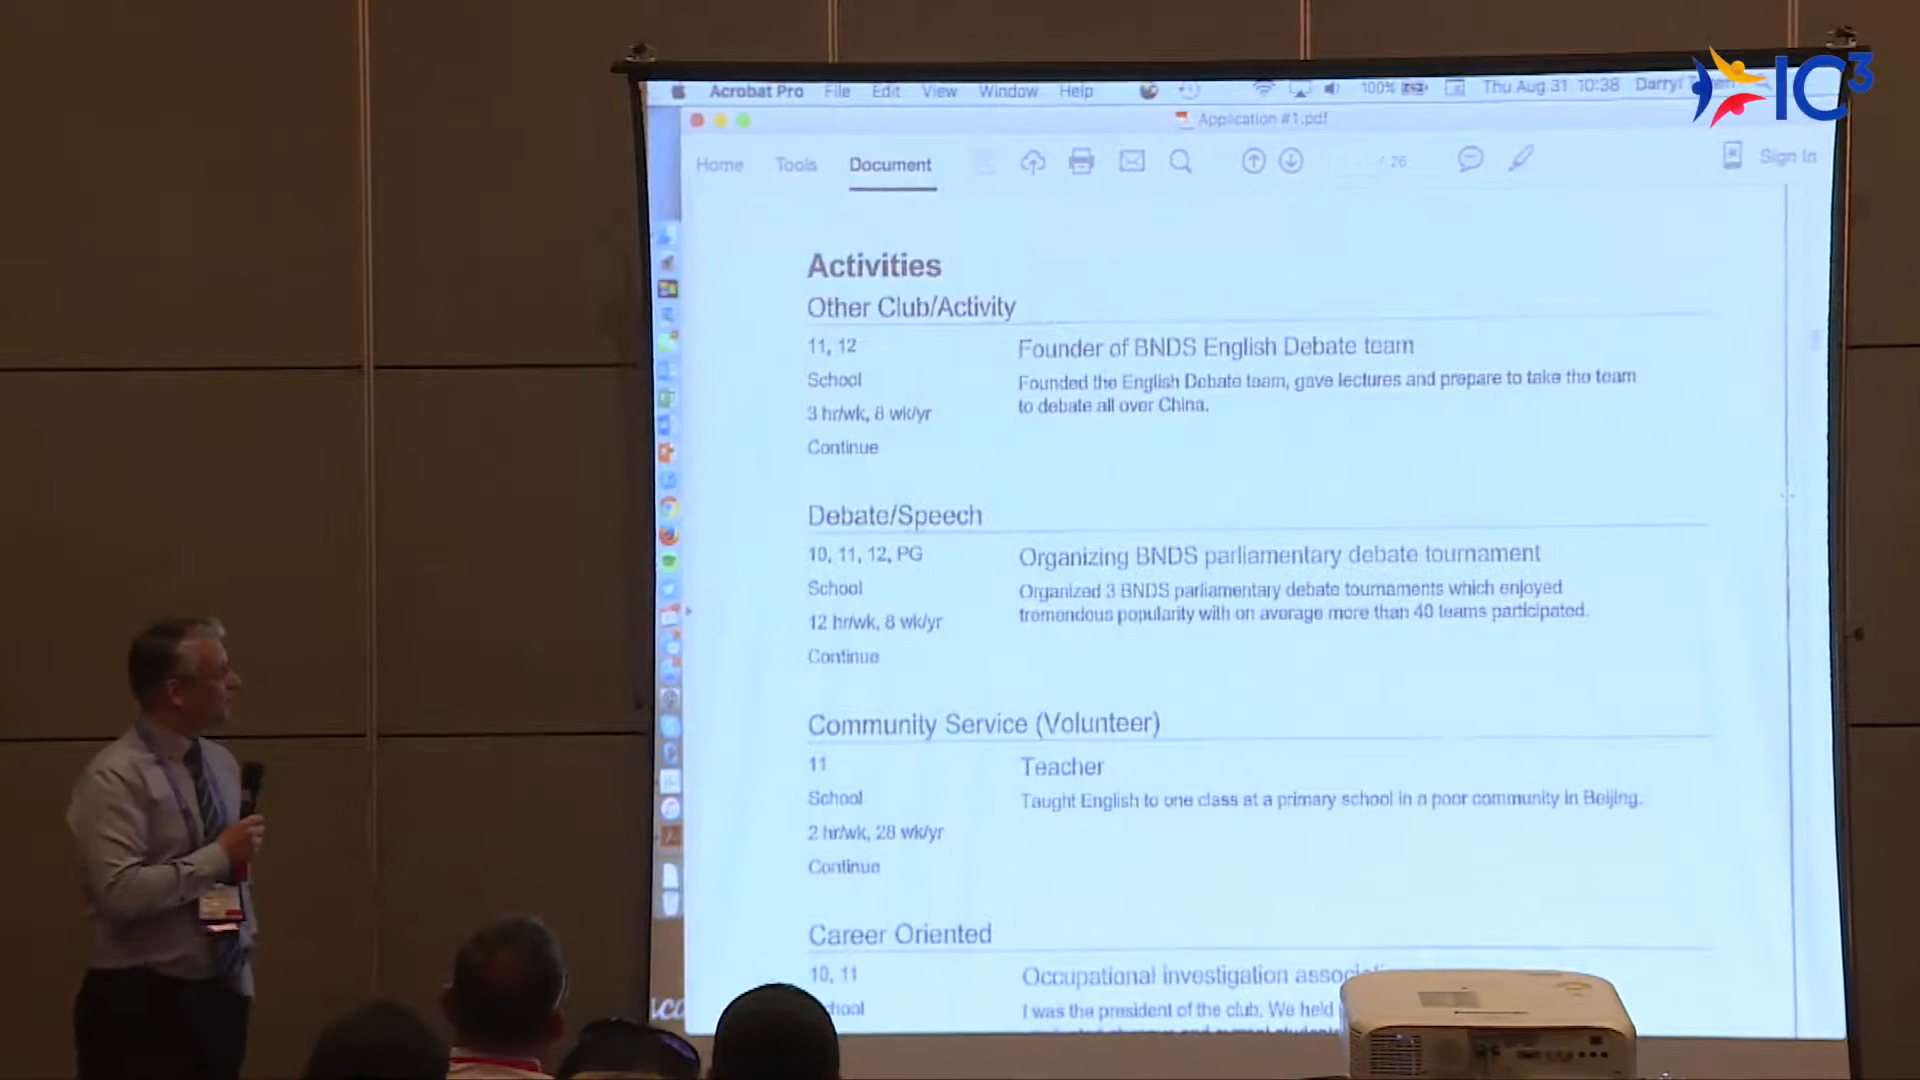 IC3
Acrobat Pro File Edit View Window Help 100% Thu Aug 31 10:38 Darryl
Application #1.pdf
Home Tools Document / 26 Sign In
Activities
Other Club/Activity
11, 12 Founder of BNDS English Debate team
School Founded the English Debate team, gave lectures and prepare to take the team
to debate all over China.
3 hr/wk, 8 wk/yr
Continue
Debate/Speech
10, 11, 12, PG Organizing BNDS parliamentary debate tournament
School Organized 3 BNDS parliamentary debate tournaments which enjoyed
tremendous popularity with on average more than 40 teams participated.
12 hr/wk, 8 wk/yr
Continue
Community Service (Volunteer)
11 Teacher
School Taught English to one class at a primary school in a poor community in Beijing.
2 hr/wk, 28 wk/yr
Continue
Career Oriented
10, 11 Occupational investigation
I was the president of the club. We held